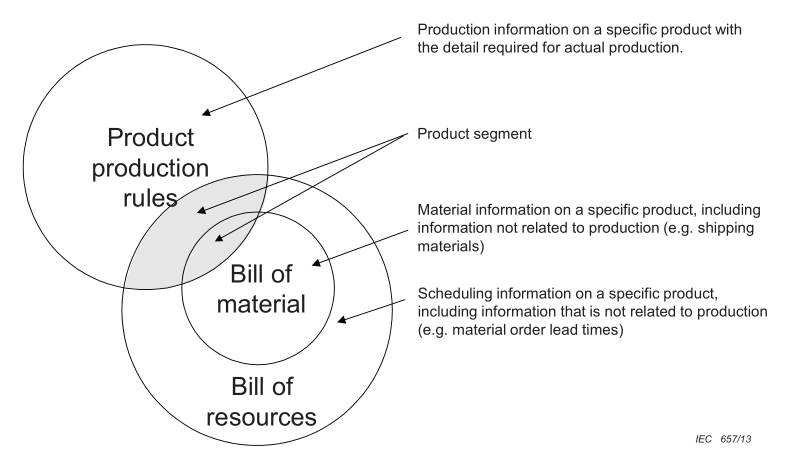 Production information on a specific product with
the detail required for actual production.
Product
production
rules
Product segment
Material information on a specific product, including
information not related to production (e.g. shipping
materials)
Bill of
material
Scheduling information on a specific product,
including information that is not related to production
(e.g. material order lead times)
Bill of
resources
IEC 657/13